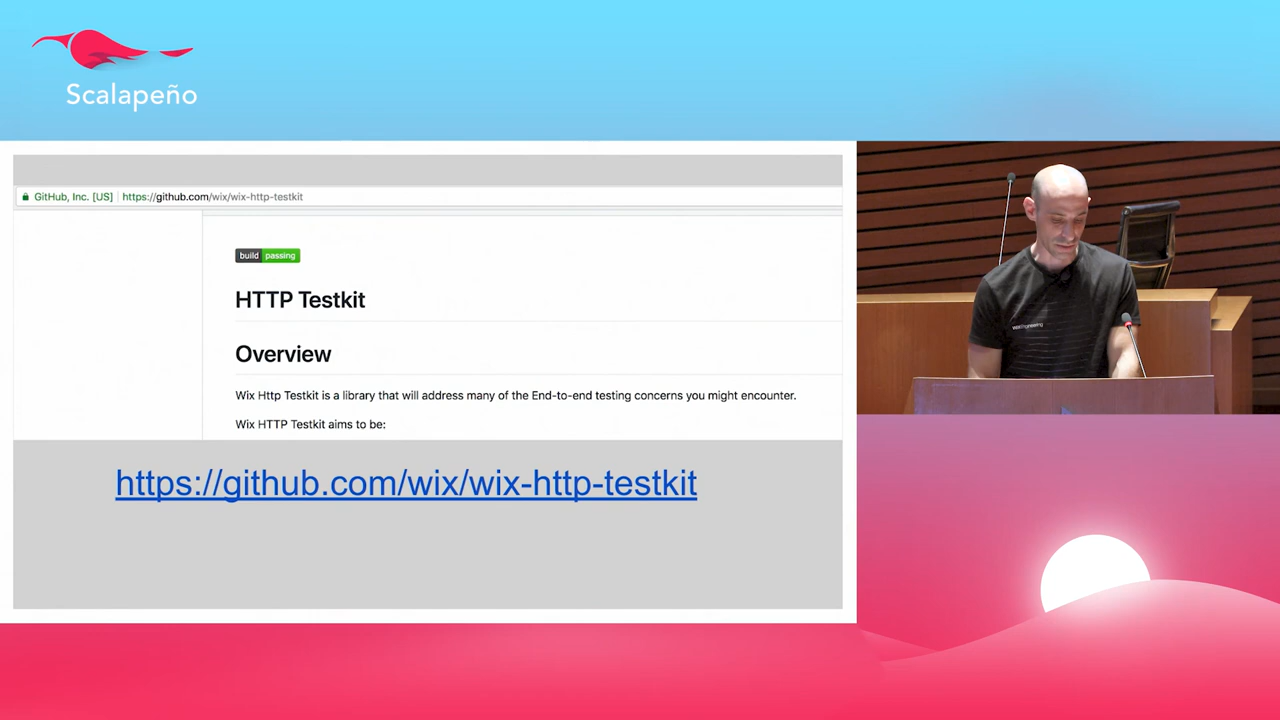 Scalapeño
GitHub, Inc. [US] https://github.com/wix/wix-http-testkit
build passing
HTTP Testkit
Overview
Wix Http Testkit is a library that will address many of the End-to-end testing concerns you might encounter.
Wix HTTP Testkit aims to be:
https://github.com/wix/wix-http-testkit